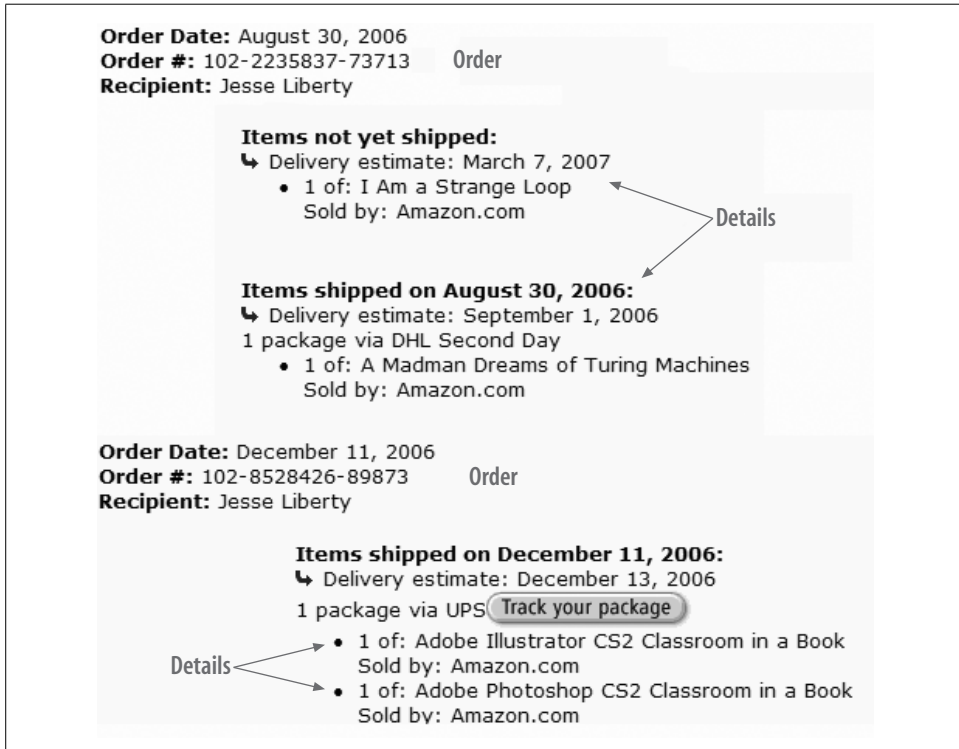 Order Date: August 30, 2006
Order #: 102-2235837-73713 Order
Recipient: Jesse Liberty
Items not yet shipped:
Delivery estimate: March 7, 2007
• 1 of: I Am a Strange Loop
Sold by: Amazon.com
Details
Items shipped on August 30, 2006:
Delivery estimate: September 1, 2006
1 package via DHL Second Day
• 1 of: A Madman Dreams of Turing Machines
Sold by: Amazon.com
Order Date: December 11, 2006
Order #: 102-8528426-89873 Order
Recipient: Jesse Liberty
Items shipped on December 11, 2006:
Delivery estimate: December 13, 2006
1 package via UPS Track your package
• 1 of: Adobe Illustrator CS2 Classroom in a Book
Details Sold by: Amazon.com
• 1 of: Adobe Photoshop CS2 Classroom in a Book
Sold by: Amazon.com